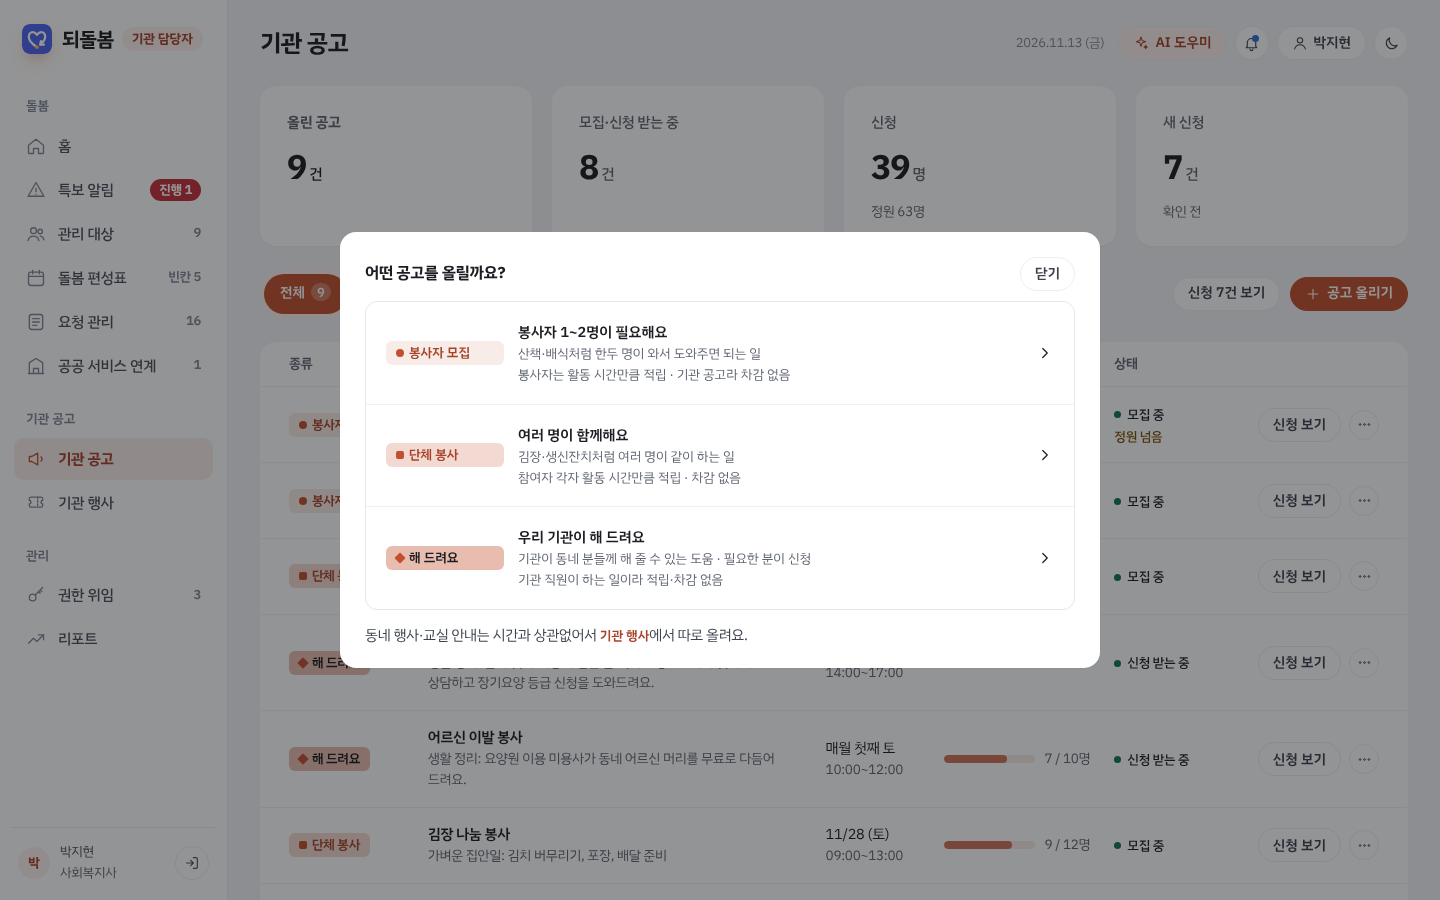 되돌봄 기관 담당자
기관 공고
2026.11.13 (금)
AI 도우미
박지현
돌봄
홈
특보 알림 진행 1
관리 대상 9
돌봄 편성표 빈칸 5
요청 관리 16
공공 서비스 연계 1
기관 공고
기관 공고
기관 행사
관리
권한 위임 3
리포트
박
박지현
사회복지사
올린 공고
9건
모집·신청 받는 중
8건
신청
39명
정원 63명
새 신청
7건
확인 전
전체 9
신청 7건 보기
공고 올리기
어떤 공고를 올릴까요?
닫기
봉사자 모집
봉사자 1~2명이 필요해요
산책·배식처럼 한두 명이 와서 도와주면 되는 일
봉사자는 활동 시간만큼 적립 · 기관 공고라 차감 없음
단체 봉사
여러 명이 함께해요
김장·생신잔치처럼 여러 명이 같이 하는 일
참여자 각자 활동 시간만큼 적립 · 차감 없음
해 드려요
우리 기관이 해 드려요
기관이 동네 분들께 해 줄 수 있는 도움 · 필요한 분이 신청
기관 직원이 하는 일이라 적립·차감 없음
동네 행사·교실 안내는 시간과 상관없어서 기관 행사에서 따로 올려요.
종류
상태
모집 중
정원 넘음
신청 보기
모집 중
신청 보기
단체
모집 중
신청 보기
상담하고 장기요양 등급 신청을 도와드려요.
14:00~17:00
신청 받는 중
신청 보기
해 드려요
어르신 이발 봉사
생활 정리: 요양원 이용 미용사가 동네 어르신 머리를 무료로 다듬어
드려요.
매월 첫째 토
10:00~12:00
7 / 10명
신청 받는 중
신청 보기
단체 봉사
김장 나눔 봉사
가벼운 집안일: 김치 버무리기, 포장, 배달 준비
11/28 (토)
09:00~13:00
9 / 12명
모집 중
신청 보기